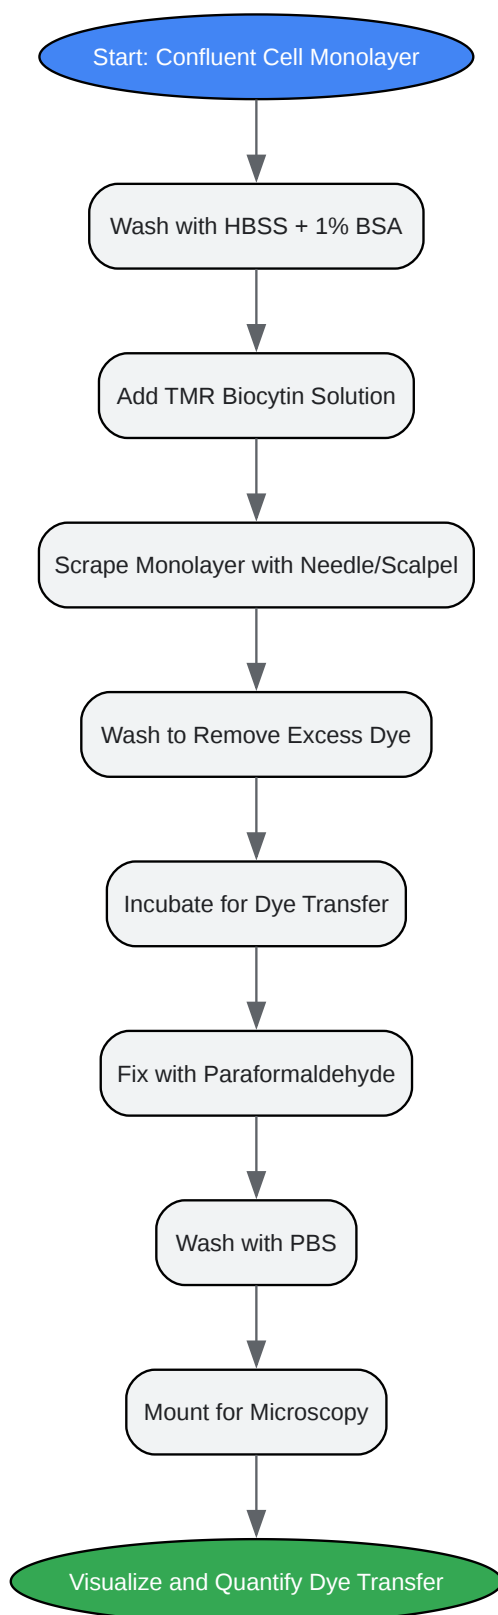 Start: Confluent Cell Monolayer
Wash with HBSS + 1% BSA
Add TMR Biocytin Solution
Scrape Monolayer with Needle/Scalpel
Wash to Remove Excess Dye
Incubate for Dye Transfer
Fix with Paraformaldehyde
Wash with PBS
Mount for Microscopy
Visualize and Quantify Dye Transfer